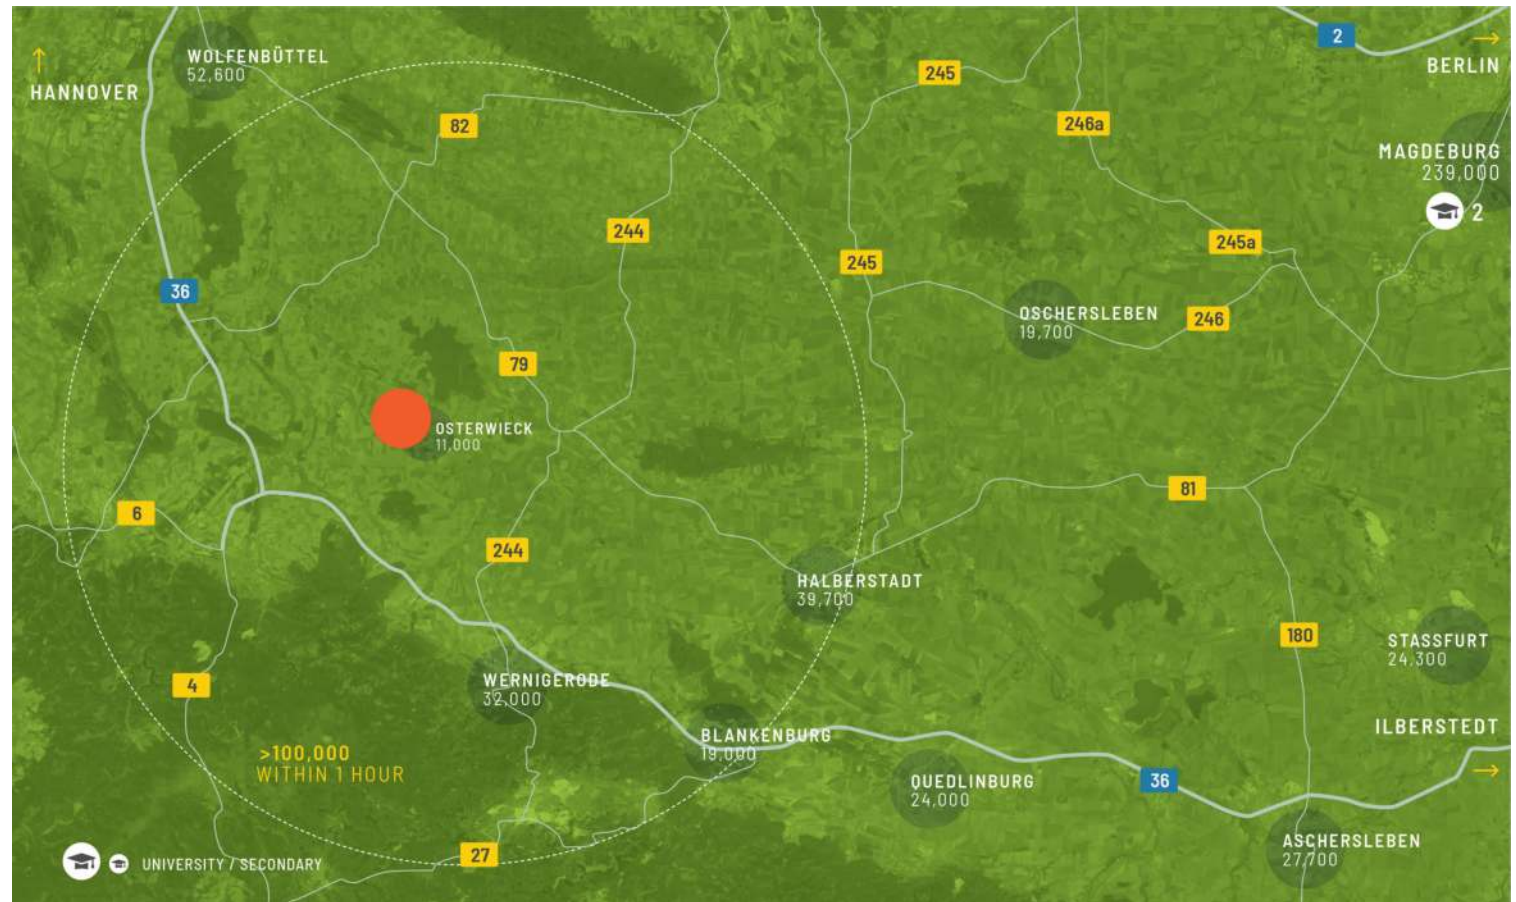 2
BERLIN
HANNOVER
WOLFENBÜTTEL
52,600
245
82
246a
MAGDEBURG
239,000
2
244
245a
245
36
OSCHERSLEBEN
19,700
246
79
OSTERWIECK
11,000
81
6
244
HALBERSTADT
39,700
180
STASSFURT
24,300
4
WERNIGERODE
32,000
ILBERSTEDT
BLANKENBURG
19,000
>100,000
WITHIN 1 HOUR
QUEDLINBURG
24,000
36
ASCHERSLEBEN
27,700
27
UNIVERSITY / SECONDARY